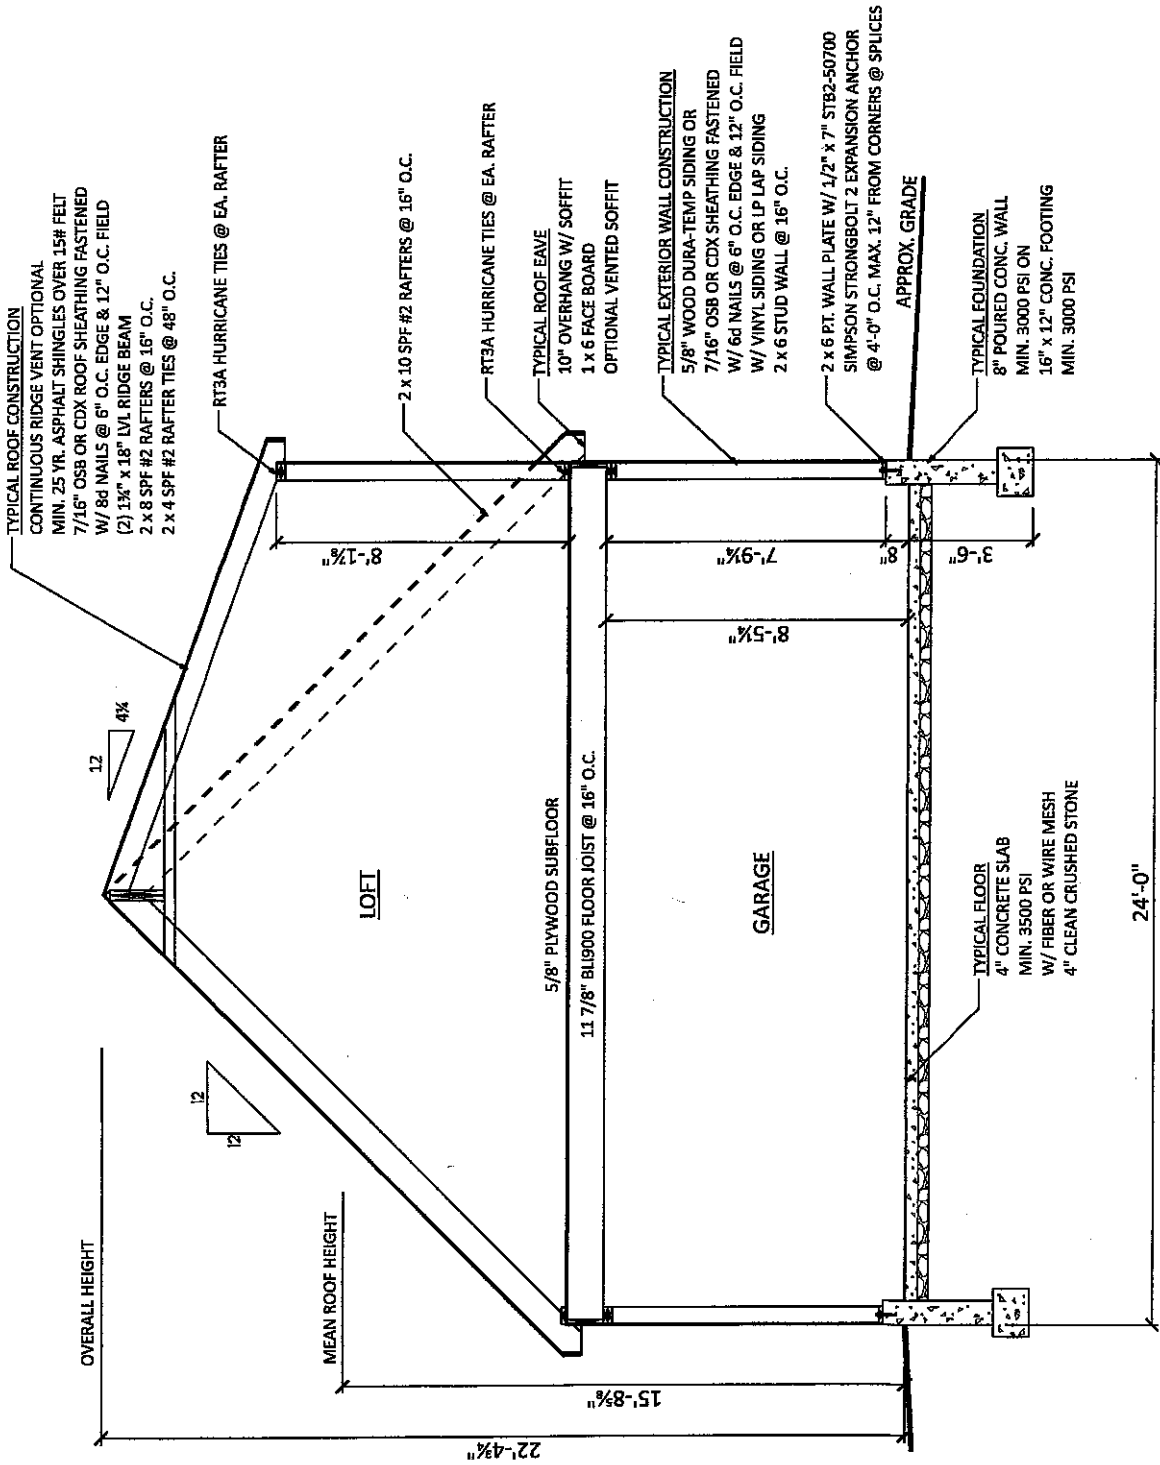 TYPICAL ROOF CONSTRUCTION
CONTINUOUS RIDGE VENT OPTIONAL
MIN. 25 YR. ASPHALT SHINGLES OVER 15# FELT
7/16" OSB OR CDX ROOF SHEATHING FASTENED
W/ 8d NAILS @ 6" O.C. EDGE & 12" O.C. FIELD
(2) 1¾" x 18" LVL RIDGE BEAM
2 x 8 SPF #2 RAFTERS @ 16" O.C.
2 x 4 SPF #2 RAFTER TIES @ 48" O.C.
RT3A HURRICANE TIES @ EA. RAFTER
2 x 10 SPF #2 RAFTERS @ 16" O.C.
RT3A HURRICANE TIES @ EA. RAFTER
TYPICAL ROOF EAVE
10" OVERHANG W/ SOFFIT
1 x 6 FACE BOARD
OPTIONAL VENTED SOFFIT
TYPICAL EXTERIOR WALL CONSTRUCTION
5/8" WOOD DURA-TEMP SIDING OR
7/16" OSB OR CDX SHEATHING FASTENED
W/ 6d NAILS @ 6" O.C. EDGE & 12" O.C. FIELD
W/ VINYL SIDING OR LP LAP SIDING
2 x 6 STUD WALL @ 16" O.C.
2 x 6 P.T. WALL PLATE W/ 1/2" x 7" STB2-50700
SIMPSON STRONGBOLT 2 EXPANSION ANCHOR
@ 4'-0" O.C. MAX. 12" FROM CORNERS @ SPLICES
APPROX. GRADE
TYPICAL FOUNDATION
8" POURED CONC. WALL
MIN. 3000 PSI ON
16" x 12" CONC. FOOTING
MIN. 3000 PSI
12
4¾
12
12
OVERALL HEIGHT
MEAN ROOF HEIGHT
LOFT
5/8" PLYWOOD SUBFLOOR
11 7/8" BLI900 FLOOR JOIST @ 16" O.C.
GARAGE
TYPICAL FLOOR
4" CONCRETE SLAB
MIN. 3500 PSI
W/ FIBER OR WIRE MESH
4" CLEAN CRUSHED STONE
8'-1⅞"
7'-9¼"
8"
3'-6"
8'-5¼"
15'-8⅝"
22'-4¾"
24'-0"